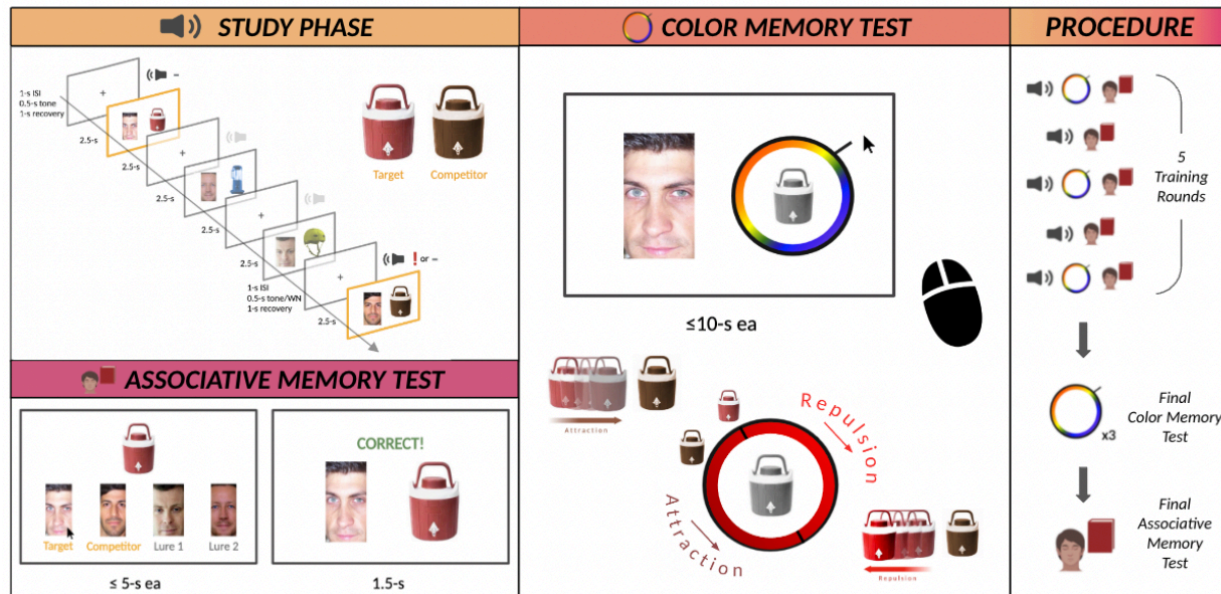 STUDY PHASE
1-s ISI
0.5-s tone
1-s recovery
–
2.5-s
2.5-s
2.5-s
2.5-s
2.5-s
2.5-s
1-s ISI
0.5-s tone/WN
1-s recovery
! or –
2.5-s
Target
Competitor
ASSOCIATIVE MEMORY TEST
Target
Competitor
Lure 1
Lure 2
≤ 5-s ea
CORRECT!
1.5-s
COLOR MEMORY TEST
≤10-s ea
Attraction
Repulsion
Attraction
Repulsion
PROCEDURE
5
Training
Rounds
Final
Color Memory
Test
x3
Final
Associative
Memory
Test